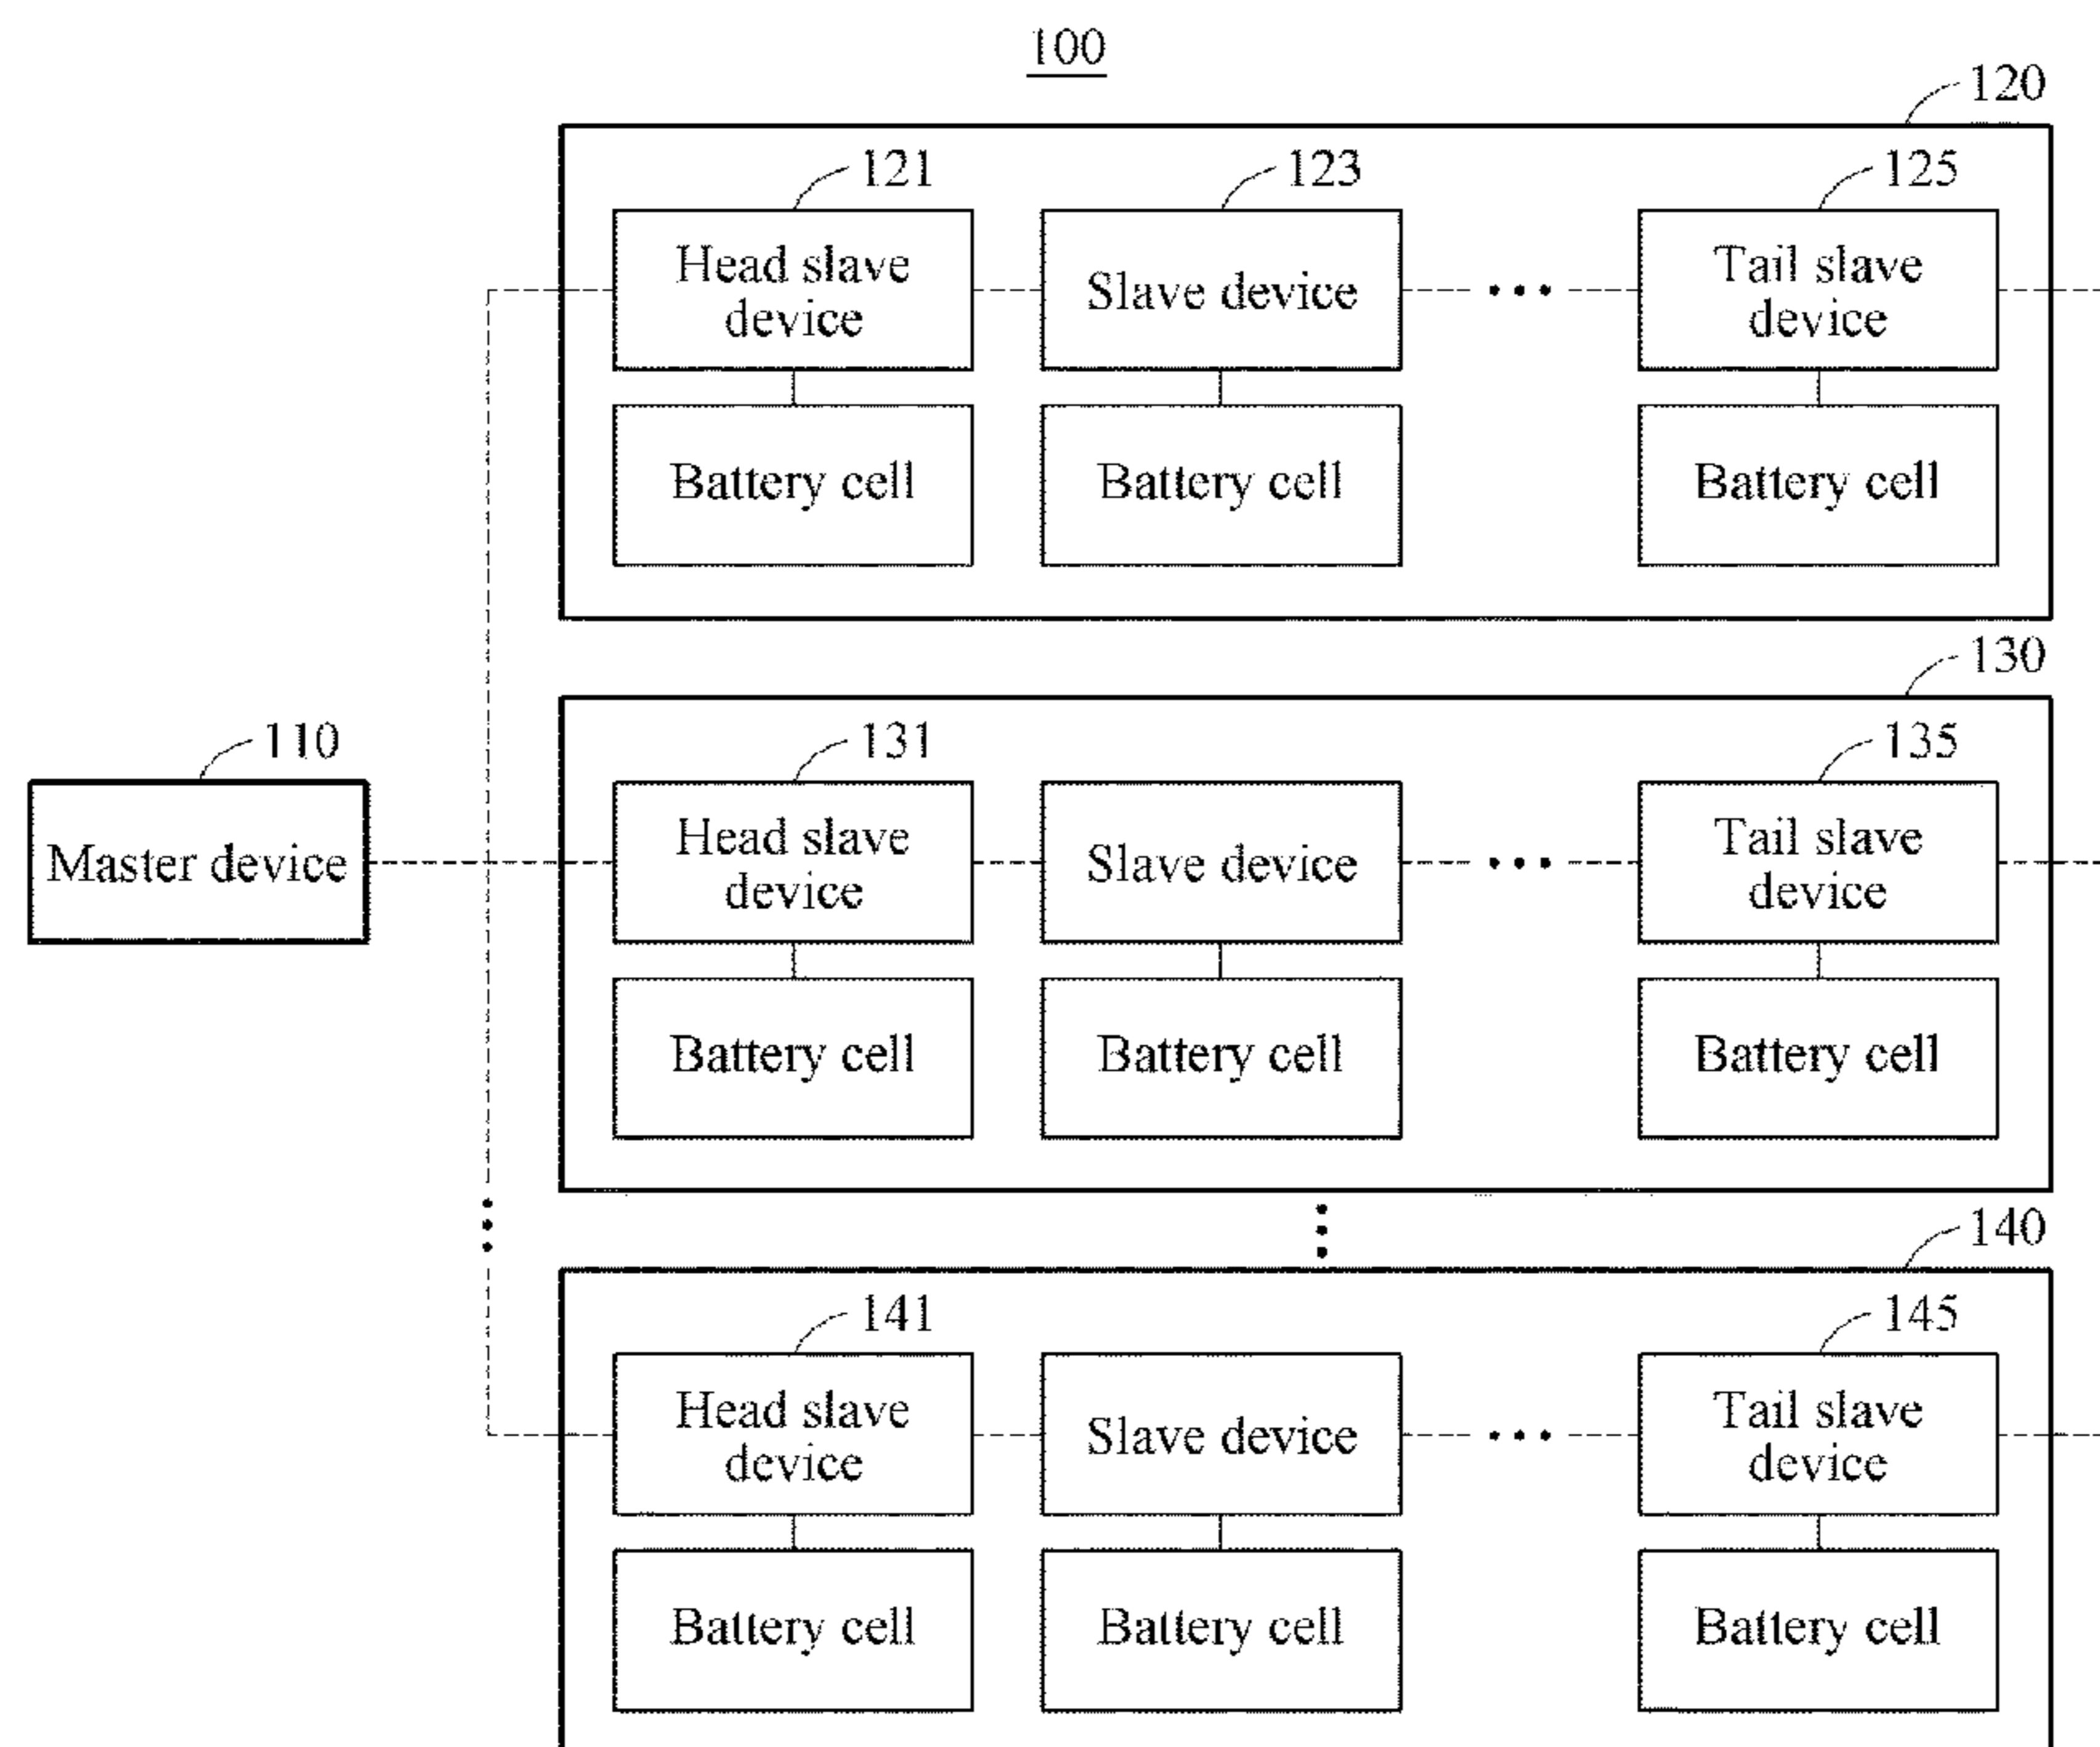 100
120
121
123
125
Head slave
device
Slave device
Tail slave
device
Battery cell
Battery cell
Battery cell
130
110
131
135
Master device
Head slave
device
Slave device
Tail slave
device
Battery cell
Battery cell
Battery cell
140
141
145
Head slave
device
Slave device
Tail slave
device
Battery cell
Battery cell
Battery cell